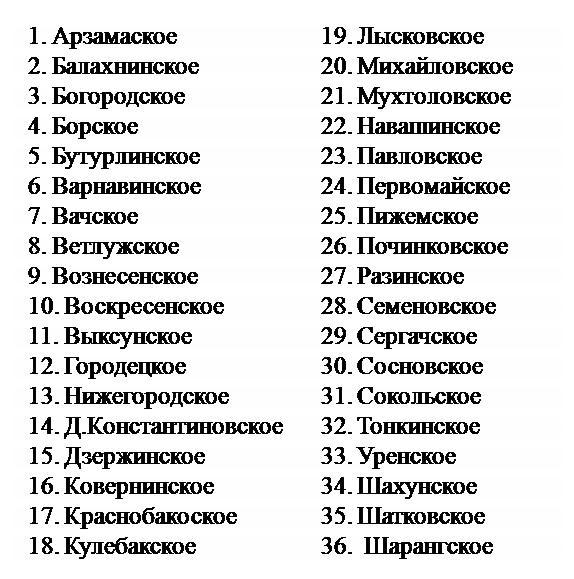 1. Арзамаское
2. Балахнинское
3. Богородское
4. Борское
5. Бутурлинское
6. Варнавинское
7. Вачское
8. Ветлужское
9. Вознесенское
10. Воскресенское
11. Выксунское
12. Городецкое
13. Нижегородское
14. Д.Константиновское
15. Дзержинское
16. Ковернинское
17. Краснобакоское
18. Кулебакское
19. Лысковское
20. Михайловское
21. Мухтоловское
22. Навашинское
23. Павловское
24. Первомайское
25. Пижемское
26. Починковское
27. Разинское
28. Семеновское
29. Сергачское
30. Сосновское
31. Сокольское
32. Тонкинское
33. Уренское
34. Шахунское
35. Шатковское
36. Шарангское